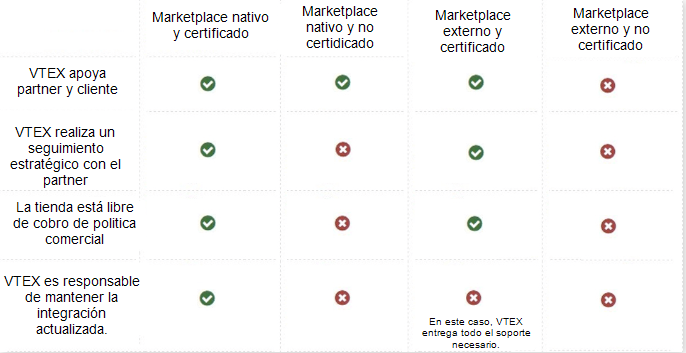 Marketplace nativo
y certificado
Marketplace
nativo y no
certidicado
Marketplace
externo y
certificado
Marketplace
externo y no
certificado
VTEX apoya
partner y cliente
VTEX realiza un
seguimiento
estratégico con el
partner
La tienda está libre
de cobro de politica
comercial
VTEX es responsable
de mantener la
integración
actualizada.
En este caso, VTEX
entrega todo el soporte
necesario.